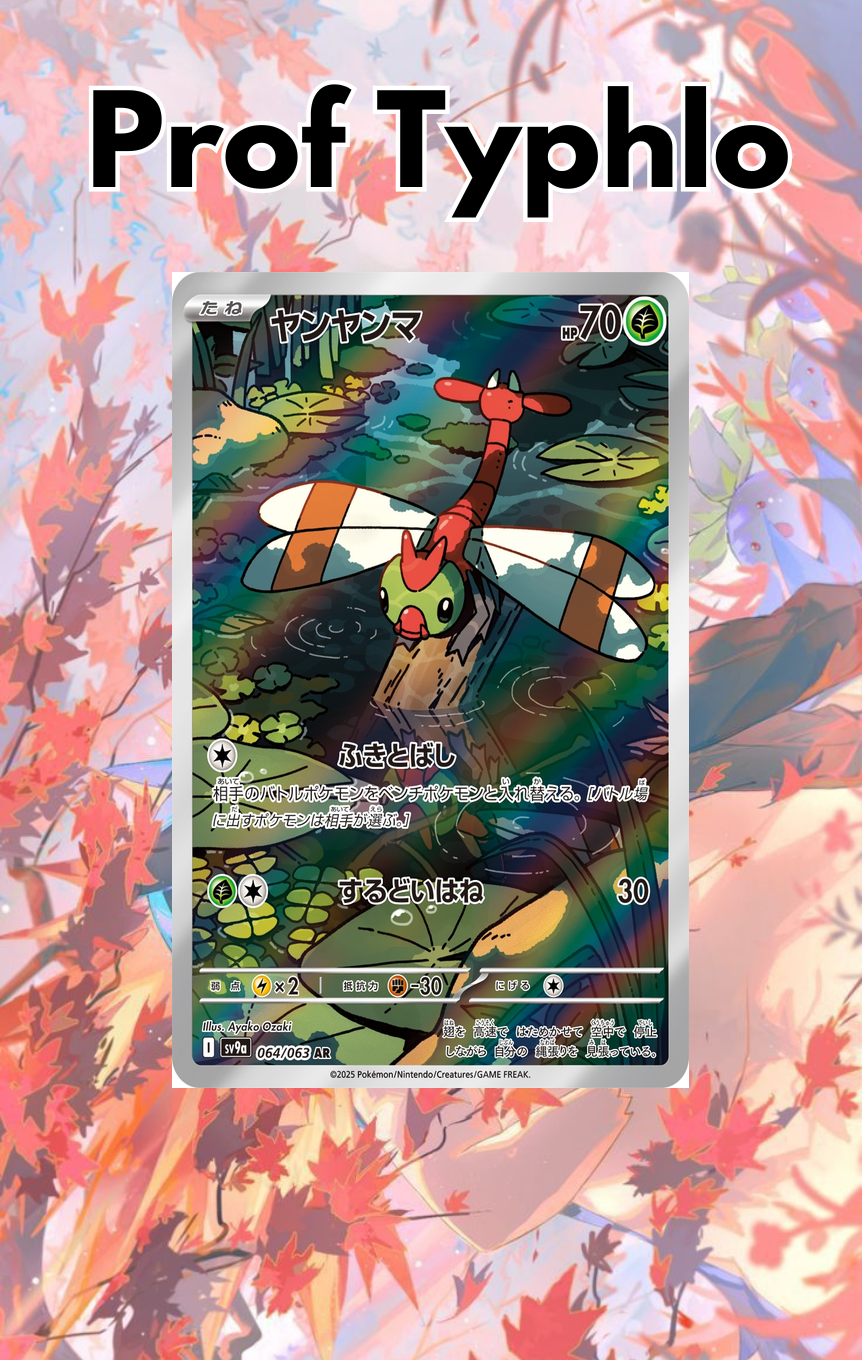 Prof Typhlo
たね ヤンヤンマ HP70
ふきとばし
相手のバトルポケモンをベンチポケモンと入れ替える。[バトル場
に出すポケモンは相手が選ぶ。]
するどいはね 30
弱点 ×2 抵抗力 -30 にげる
Illus. Ayako Ozaki
I sv9a 064/063 AR
翅を 高速で はためかせて 空中で 停止
しながら 自分の 縄張りを 見張っている。
©2025 Pokémon/Nintendo/Creatures/GAME FREAK.